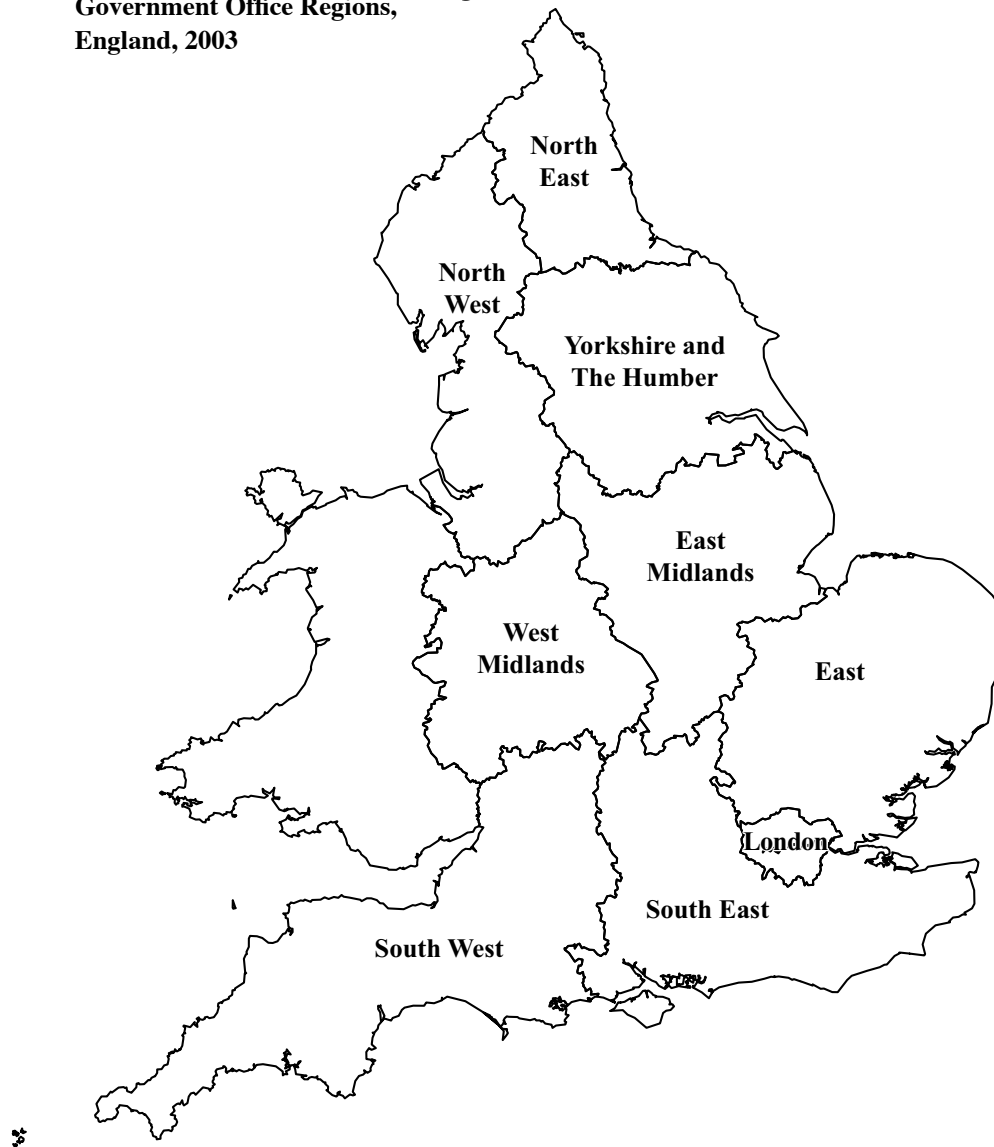 Government Office Regions,
England, 2003
North
East
North
West
Yorkshire and
The Humber
East
Midlands
West
Midlands
East
London
South East
South West